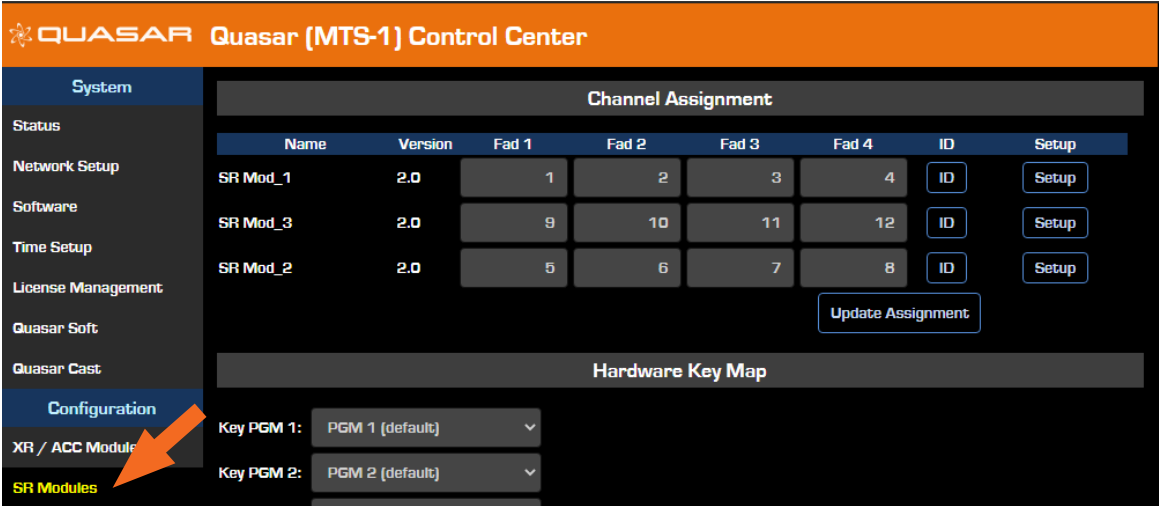 QUASAR Quasar (MTS-1) Control Center
System
Status
Network Setup
Software
Time Setup
License Management
Quasar Soft
Quasar Cast
Configuration
XR / ACC Module
SR Modules
Channel Assignment
Name Version Fad 1 Fad 2 Fad 3 Fad 4 ID Setup
SR Mod_1 2.0 1 2 3 4 ID Setup
SR Mod_3 2.0 9 10 11 12 ID Setup
SR Mod_2 2.0 5 6 7 8 ID Setup
Update Assignment
Hardware Key Map
Key PGM 1: PGM 1 (default)
Key PGM 2: PGM 2 (default)